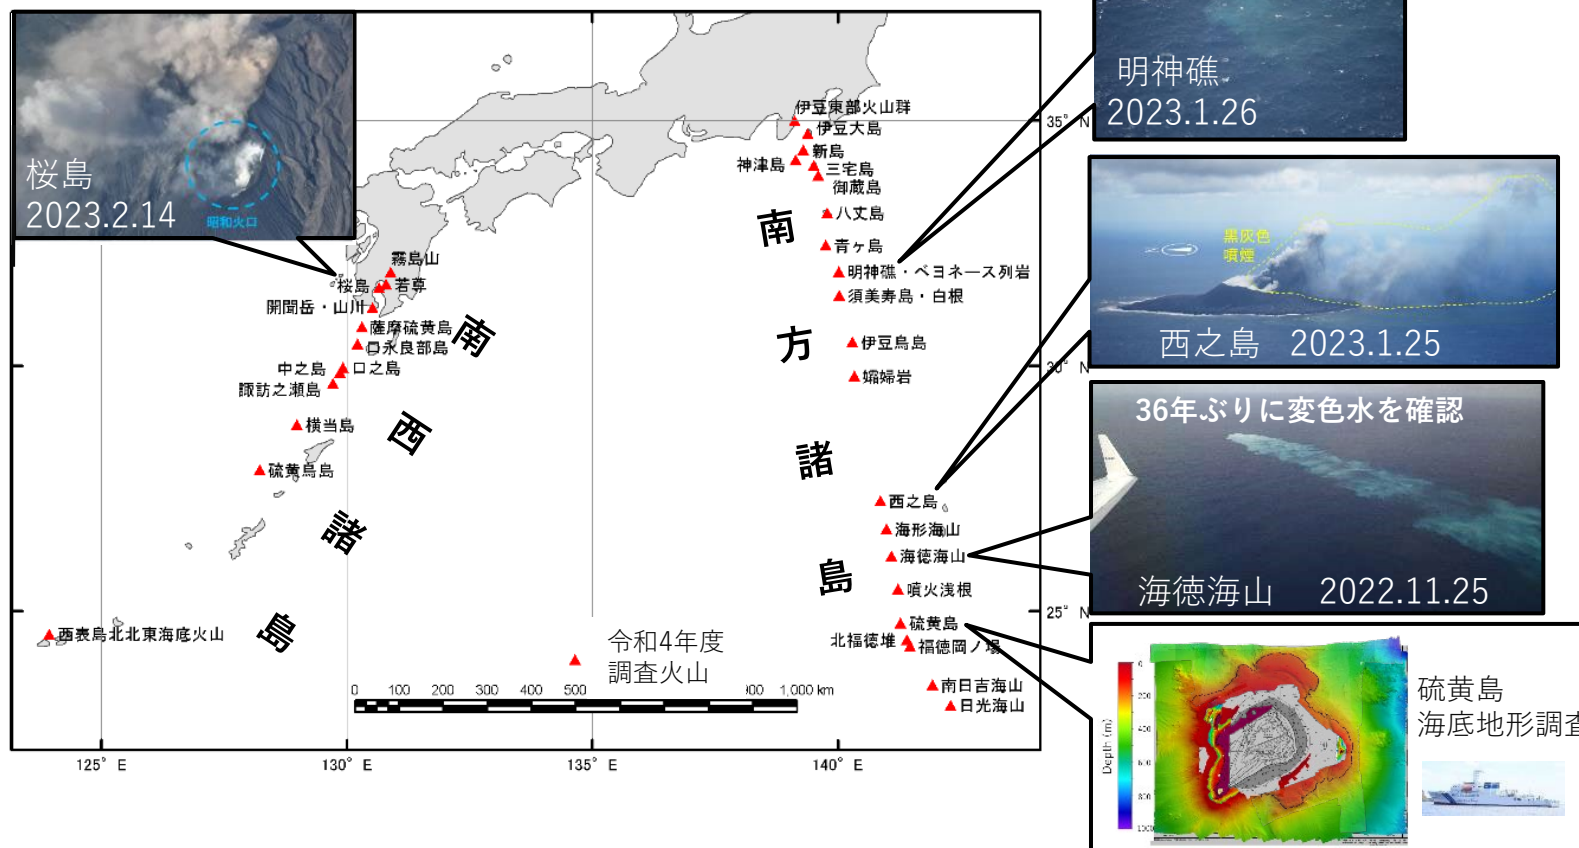 桜島
2023.2.14
昭和火口
明神礁
2023.1.26
黒灰色
噴煙
西之島 2023.1.25
36年ぶりに変色水を確認
海徳海山 2022.11.25
硫黄島
海底地形調査
Depth (m)
0
200
400
600
800
1000
伊豆東部火山群
伊豆大島
新島
神津島
三宅島
御蔵島
八丈島
青ヶ島
明神礁・ベヨネース列岩
須美寿島・白根
伊豆鳥島
孀婦岩
西之島
海形海山
海徳海山
噴火浅根
硫黄島
北福徳堆
福徳岡ノ場
南日吉海山
日光海山
南方諸島
霧島山
桜島
若尊
開聞岳・山川
薩摩硫黄島
口永良部島
中之島
口之島
諏訪之瀬島
横当島
硫黄鳥島
西表島北北東海底火山
南西諸島
令和4年度
調査火山
0 100 200 300 400 500 900 1,000 km
35° N
30° N
25° N
125° E
130° E
135° E
140° E